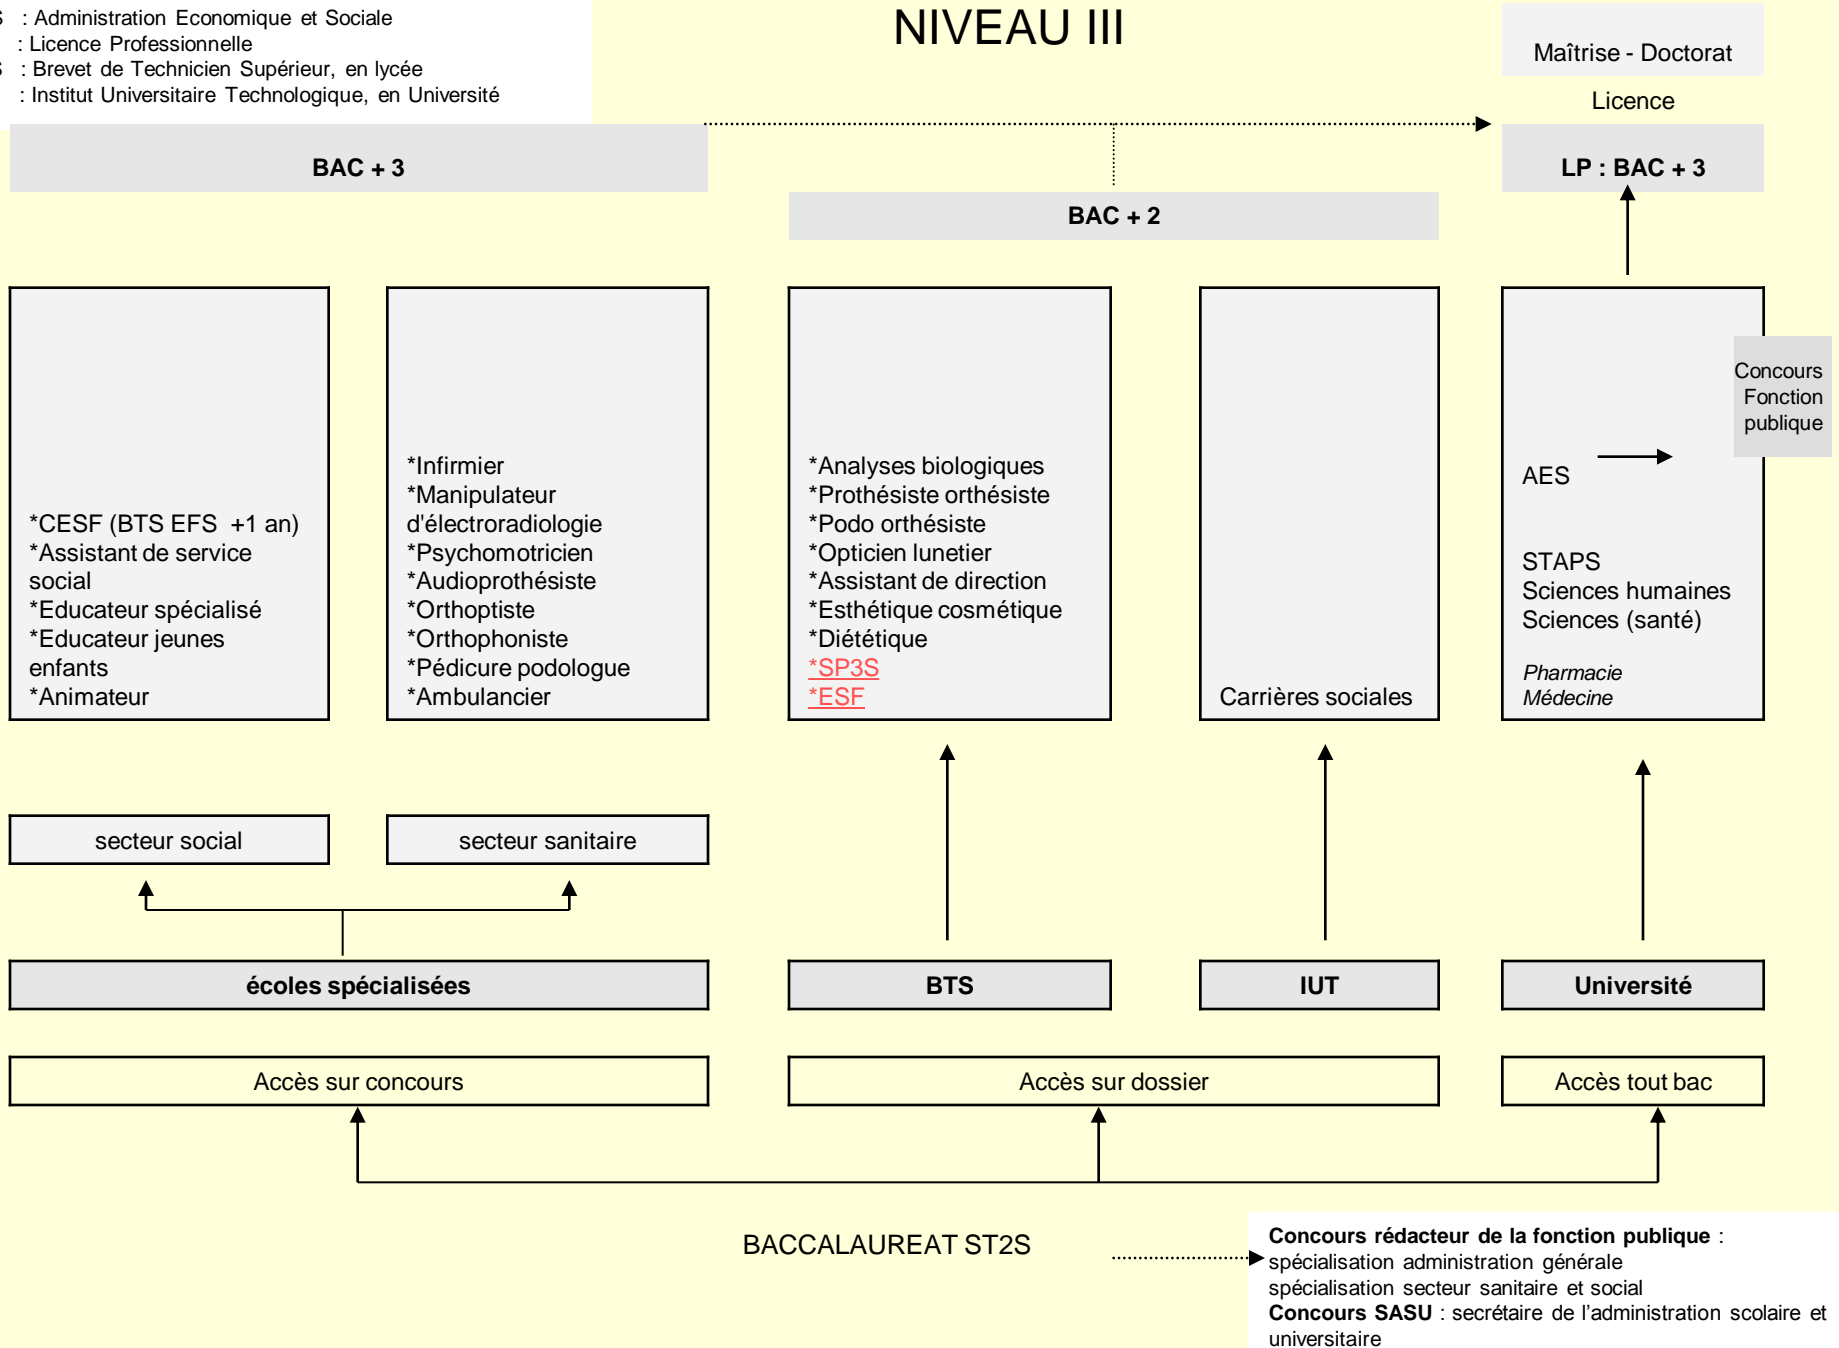 : Administration Economique et Sociale
: Licence Professionnelle
: Brevet de Technicien Supérieur, en lycée
: Institut Universitaire Technologique, en Université
NIVEAU III
Maîtrise - Doctorat
Licence
BAC + 3
LP : BAC + 3
BAC + 2
*CESF (BTS EFS +1 an)
*Assistant de service
social
*Educateur spécialisé
*Educateur jeunes
enfants
*Animateur
*Infirmier
*Manipulateur
d'électroradiologie
*Psychomotricien
*Audioprothésiste
*Orthoptiste
*Orthophoniste
*Pédicure podologue
*Ambulancier
*Analyses biologiques
*Prothésiste orthésiste
*Podo orthésiste
*Opticien lunetier
*Assistant de direction
*Esthétique cosmétique
*Diététique
*SP3S
*ESF
Carrières sociales
AES
STAPS
Sciences humaines
Sciences (santé)
Pharmacie
Médecine
Concours
Fonction
publique
secteur social
secteur sanitaire
écoles spécialisées
BTS
IUT
Université
Accès sur concours
Accès sur dossier
Accès tout bac
BACCALAUREAT ST2S
Concours rédacteur de la fonction publique :
spécialisation administration générale
spécialisation secteur sanitaire et social
Concours SASU : secrétaire de l'administration scolaire et
universitaire